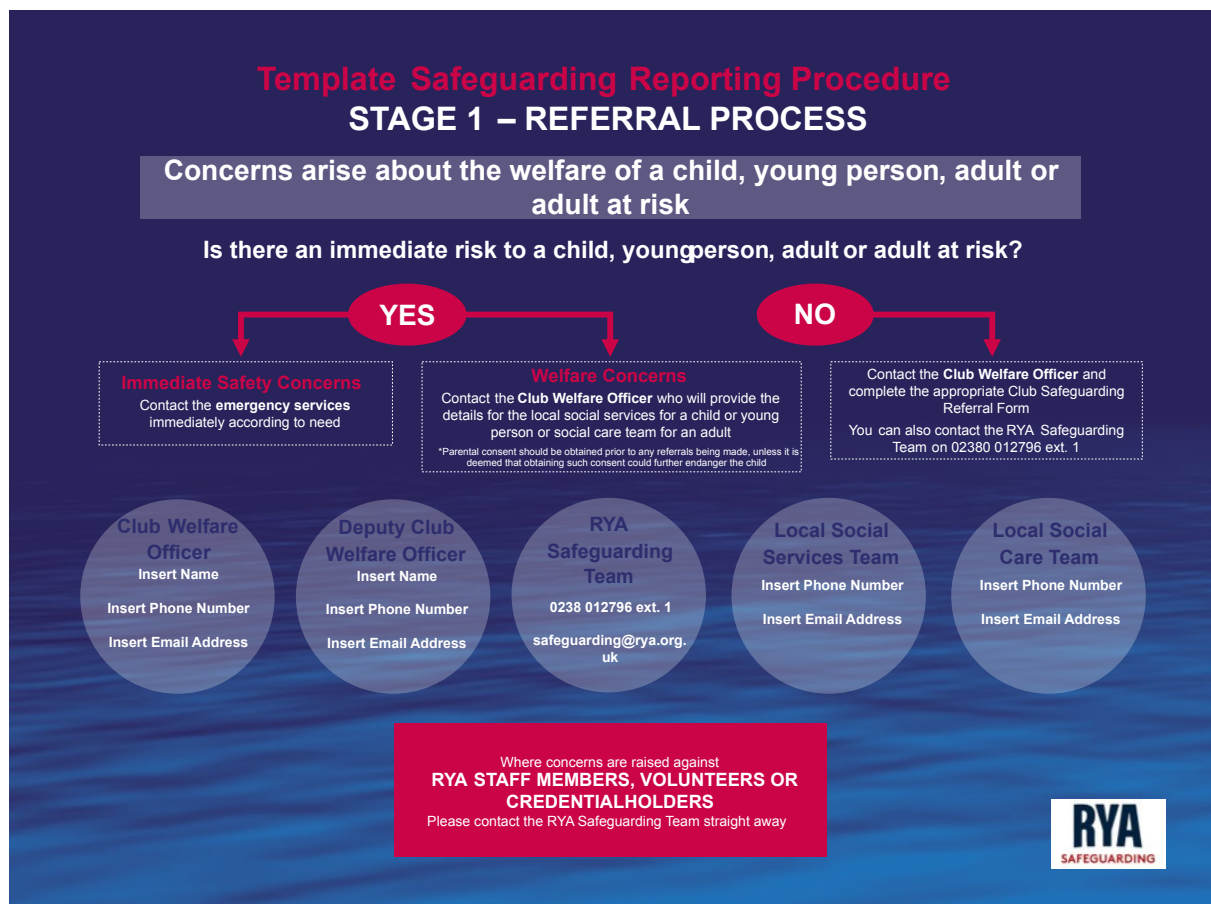 Template Safeguarding Reporting Procedure
STAGE 1 – REFERRAL PROCESS
Concerns arise about the welfare of a child, young person, adult or
adult at risk
Is there an immediate risk to a child, youngperson, adult or adult at risk?
YES
NO
Immediate Safety Concerns
Contact the emergency services
immediately according to need
Welfare Concerns
Contact the Club Welfare Officer who will provide the
details for the local social services for a child or young
person or social care team for an adult
*Parental consent should be obtained prior to any referrals being made, unless it is
deemed that obtaining such consent could further endanger the child
Contact the Club Welfare Officer and
complete the appropriate Club Safeguarding
Referral Form
You can also contact the RYA Safeguarding
Team on 02380 012796 ext. 1
Club Welfare
Officer
Insert Name
Insert Phone Number
Insert Email Address
Deputy Club
Welfare Officer
Insert Name
Insert Phone Number
Insert Email Address
RYA
Safeguarding
Team
0238 012796 ext. 1
safeguarding@rya.org.
uk
Local Social
Services Team
Insert Phone Number
Insert Email Address
Local Social
Care Team
Insert Phone Number
Insert Email Address
Where concerns are raised against
RYA STAFF MEMBERS, VOLUNTEERS OR
CREDENTIALHOLDERS
Please contact the RYA Safeguarding Team straight away
RYA
SAFEGUARDING